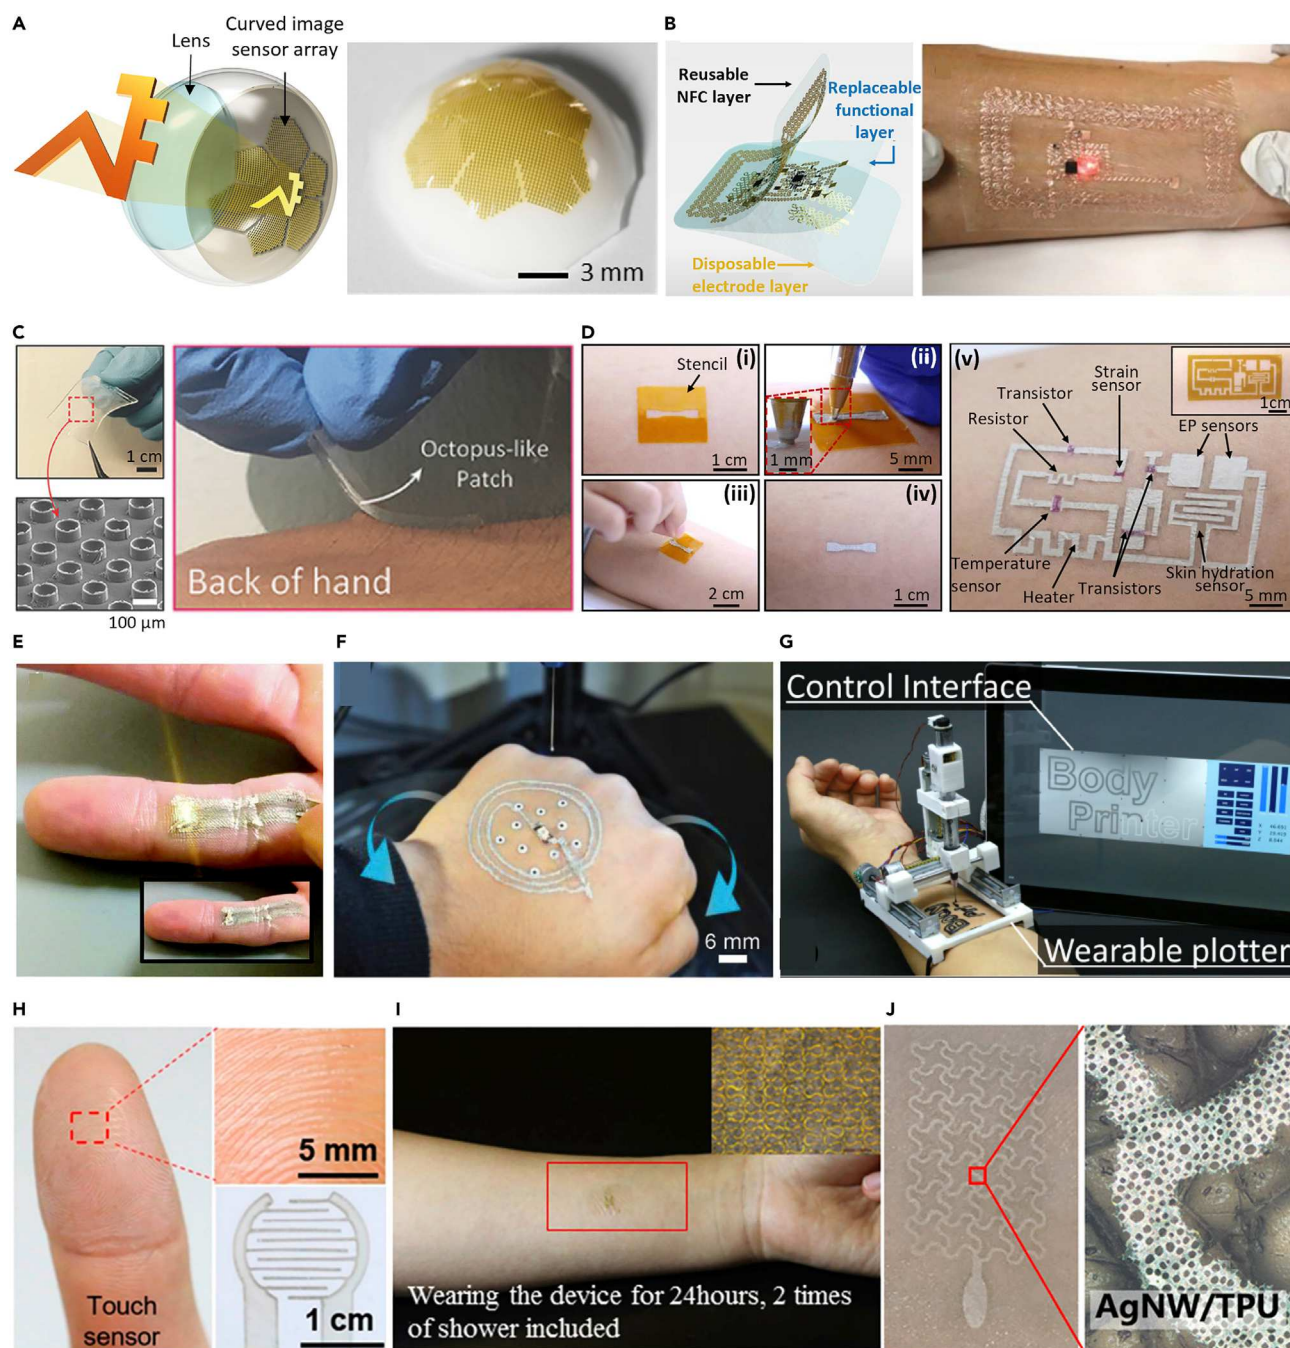 A
Lens
Curved image
sensor array
3 mm
B
Reusable
NFC layer
Replaceable
functional
layer
Disposable
electrode layer
C
1 cm
100 μm
Octopus-like
Patch
Back of hand
D
(i)
Stencil
1 cm
(ii)
1 mm
5 mm
(iii)
2 cm
(iv)
1 cm
(v)
Transistor
Strain
sensor
Resistor
1cm
EP sensors
Temperature
sensor
Heater
Transistors
Skin hydration
sensor
5 mm
E
F
6 mm
G
Control Interface
Body
Printer
Wearable plotter
H
5 mm
Touch
sensor
1 cm
I
Wearing the device for 24hours, 2 times
of shower included
J
AgNW/TPU